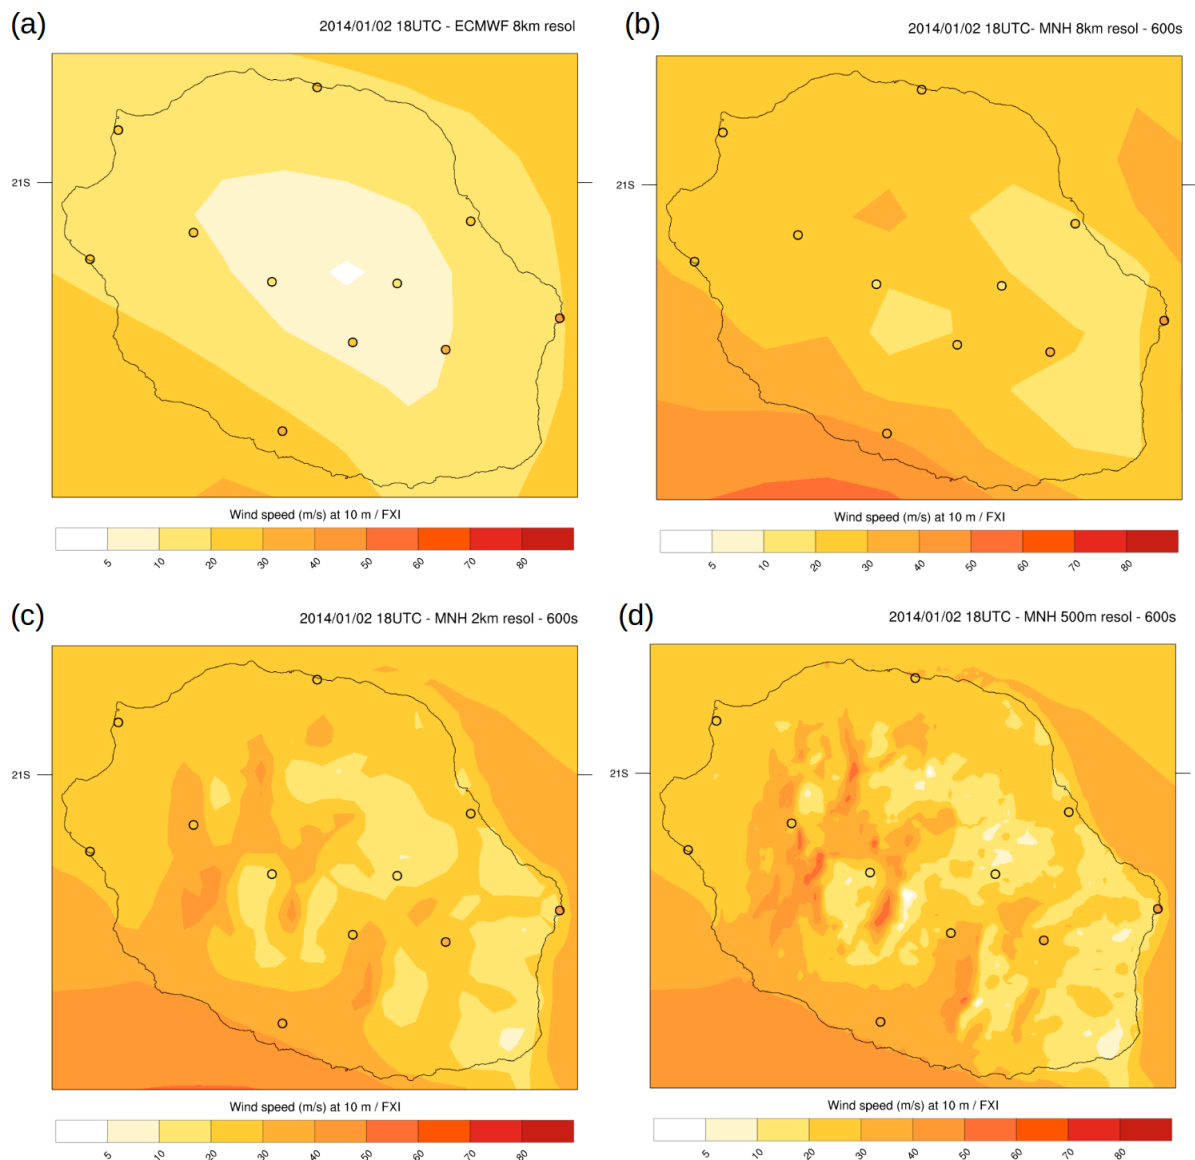 (a)
2014/01/02 18UTC - ECMWF 8km resol
21S
Wind speed (m/s) at 10 m / FXI
5 10 20 30 40 50 60 70 80
(b)
2014/01/02 18UTC- MNH 8km resol - 600s
21S
Wind speed (m/s) at 10 m / FXI
5 10 20 30 40 50 60 70 80
(c)
2014/01/02 18UTC - MNH 2km resol - 600s
21S
Wind speed (m/s) at 10 m / FXI
5 10 20 30 40 50 60 70 80
(d)
2014/01/02 18UTC - MNH 500m resol - 600s
21S
Wind speed (m/s) at 10 m / FXI
5 10 20 30 40 50 60 70 80